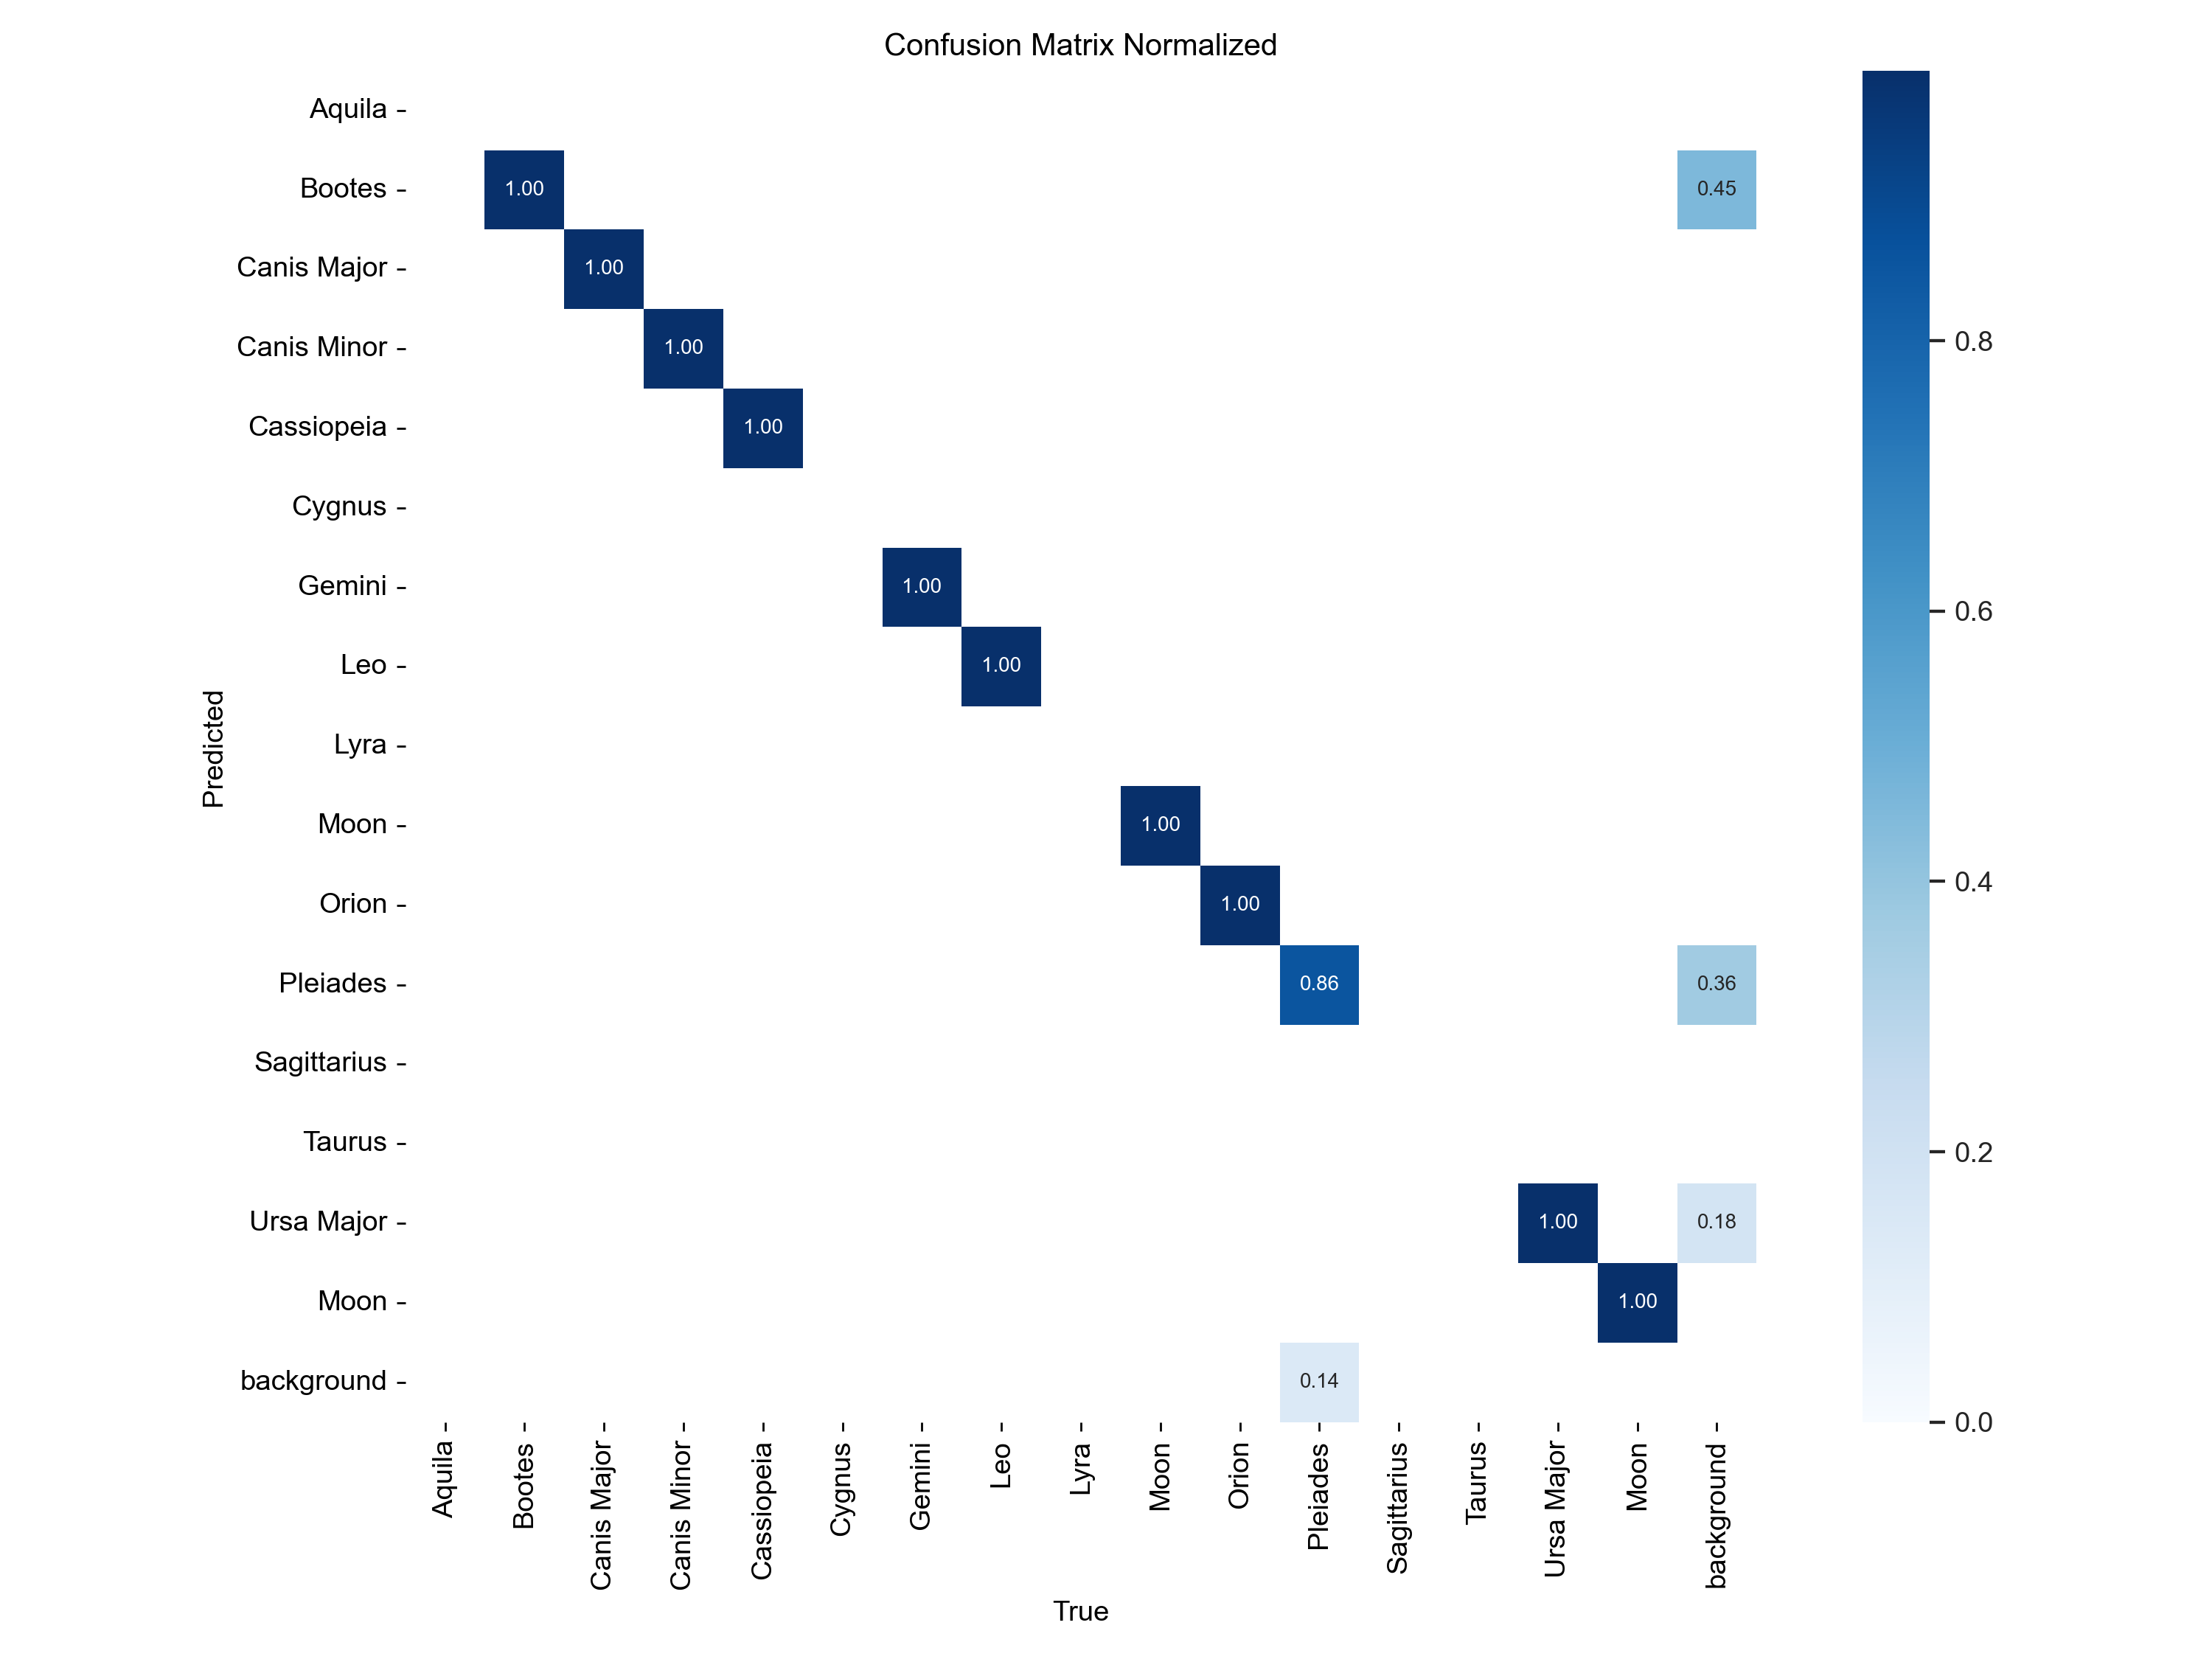 Confusion Matrix Normalized
Aquila
Bootes 1.00 0.45
Canis Major 1.00
Canis Minor 1.00
Cassiopeia 1.00
Cygnus
Gemini 1.00
Leo 1.00
Lyra
Moon 1.00
Orion 1.00
Pleiades 0.86 0.36
Sagittarius
Taurus
Ursa Major 1.00 0.18
Moon 1.00
background 0.14
Predicted
Aquila
Bootes
Canis Major
Canis Minor
Cassiopeia
Cygnus
Gemini
Leo
Lyra
Moon
Orion
Pleiades
Sagittarius
Taurus
Ursa Major
Moon
background
True
0.8
0.6
0.4
0.2
0.0